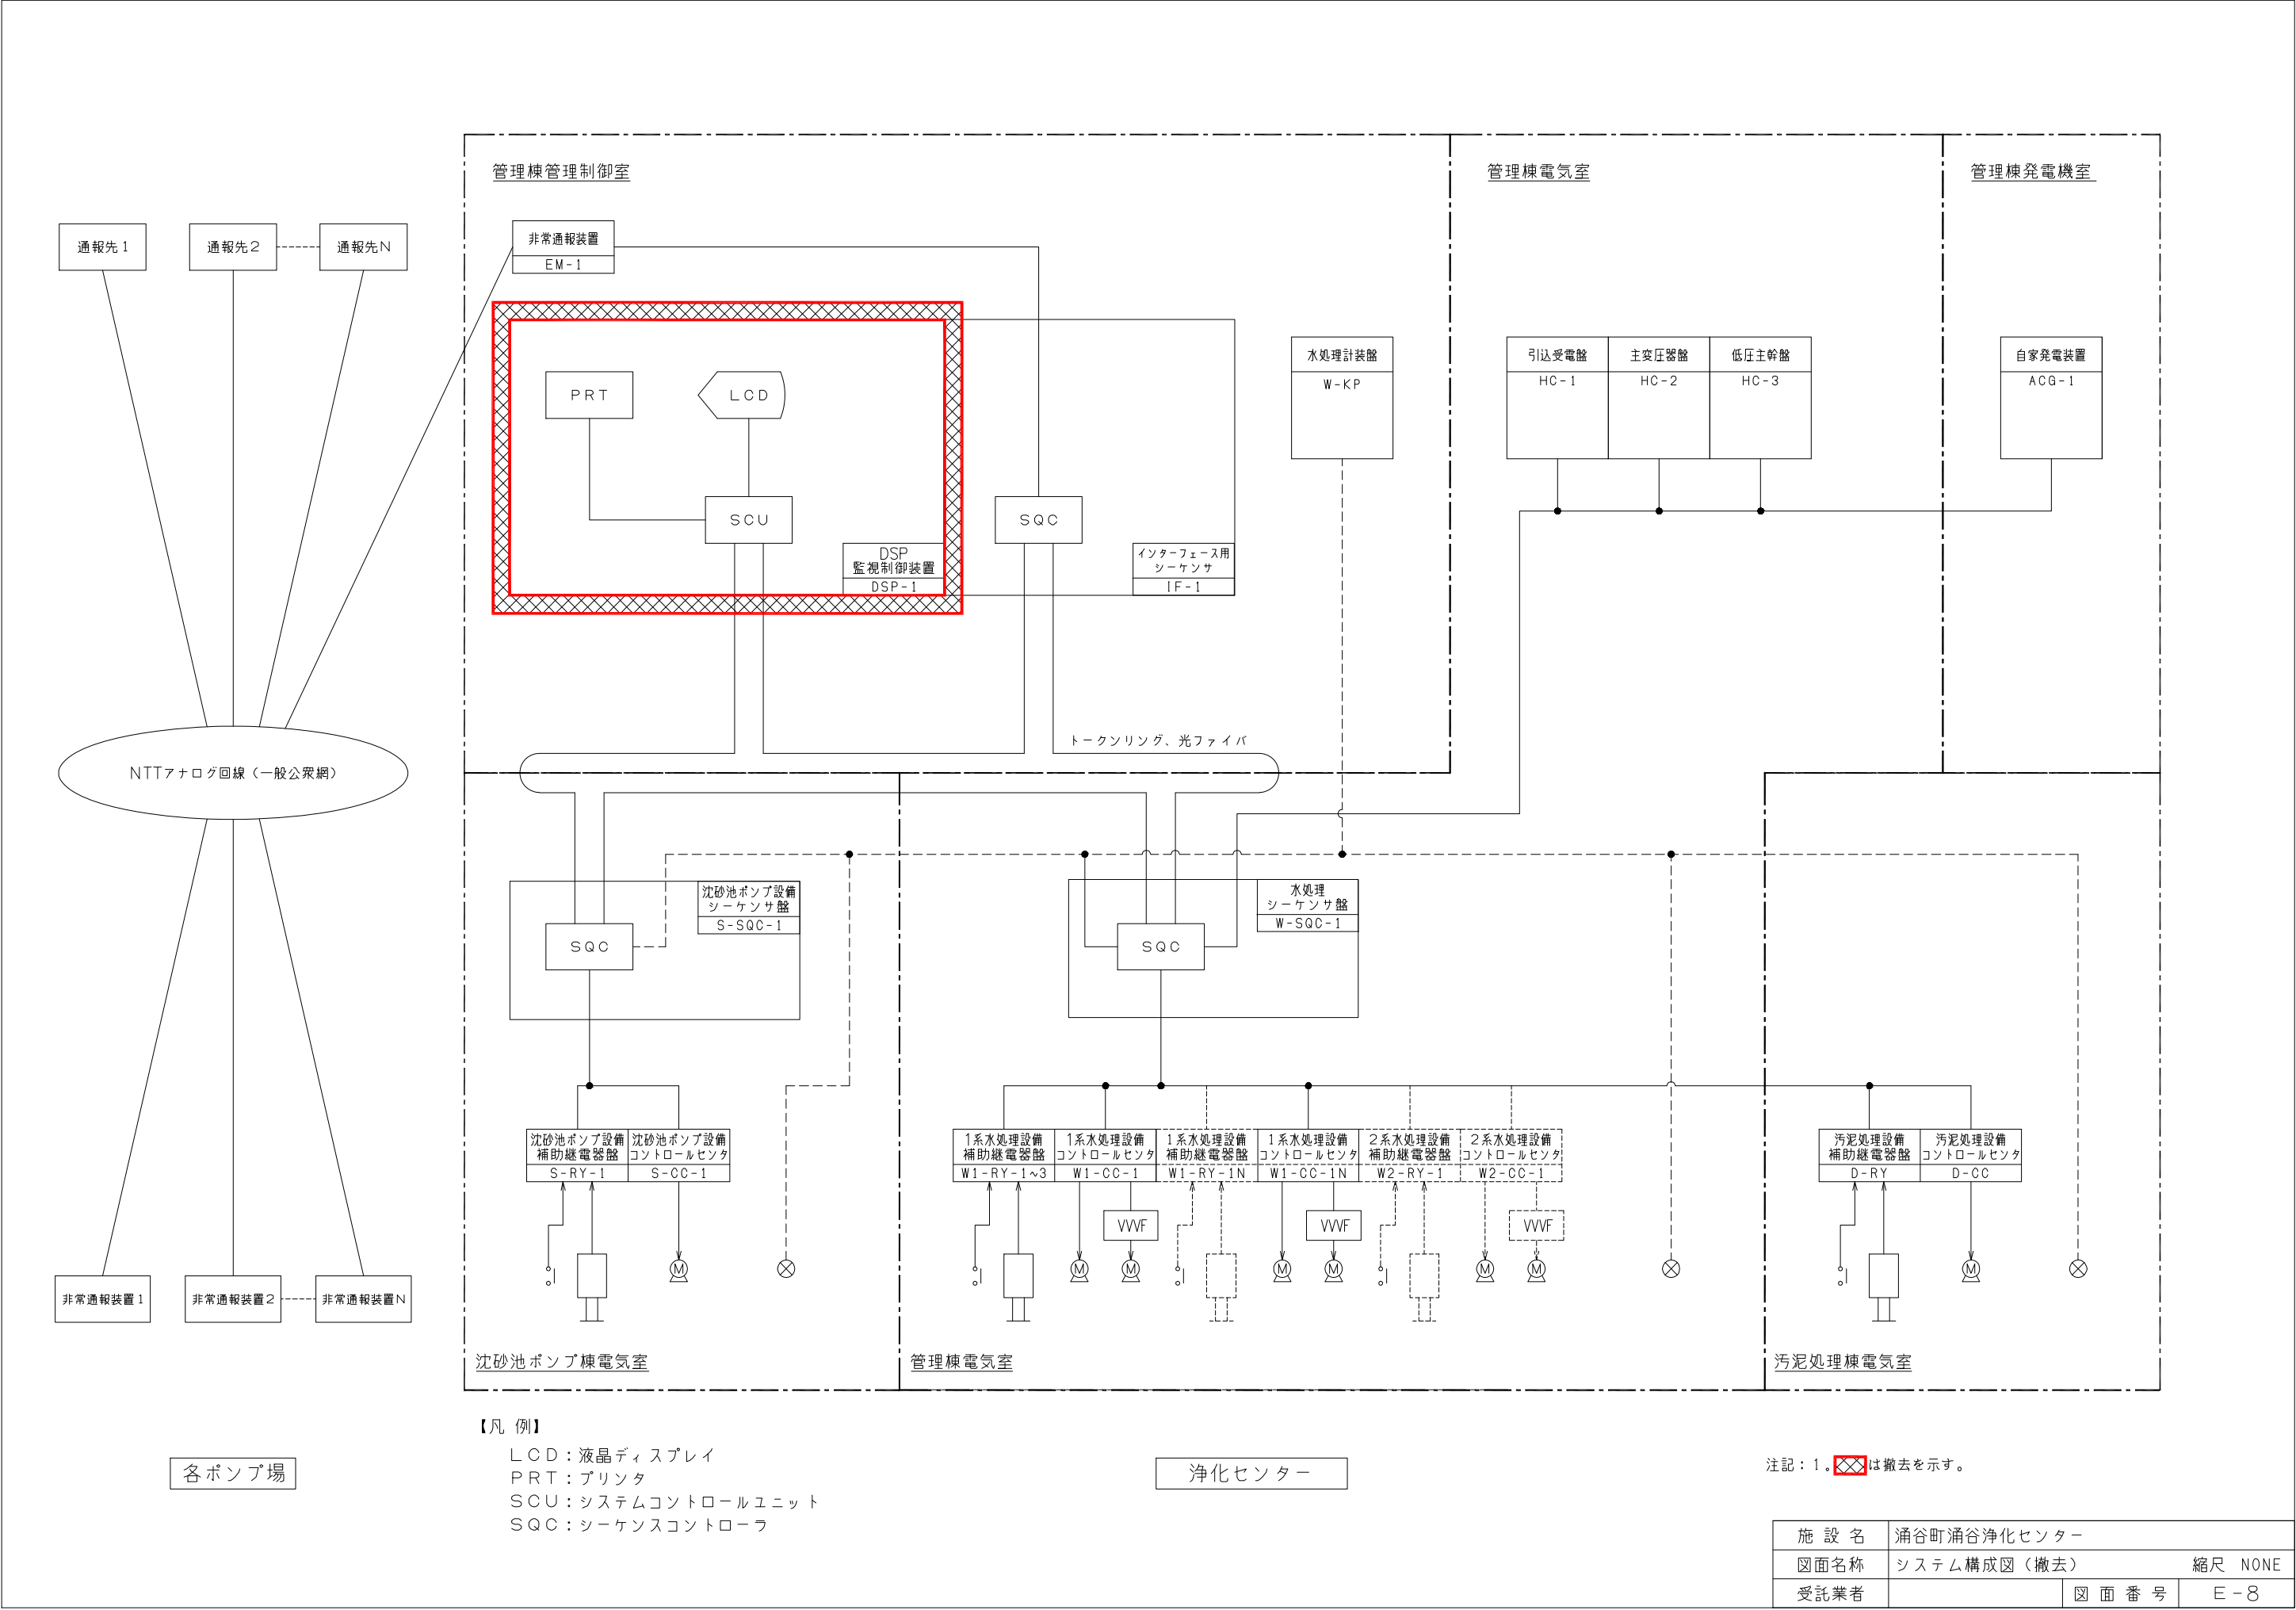 管理棟管理制御室
管理棟電気室
管理棟発電機室
通報先1
通報先2
通報先N
非常通報装置
EM-1
PRT
LCD
SCU
DSP
監視制御装置
DSP-1
SQC
インターフェース用
シーケンサ
IF-1
水処理計装盤
W-KP
引込受電盤
HC-1
主変圧器盤
HC-2
低圧主幹盤
HC-3
自家発電装置
ACG-1
トークンリング、光ファイバ
NTTアナログ回線（一般公衆網）
沈砂池ポンプ設備
シーケンサ盤
S-SQC-1
SQC
水処理
シーケンサ盤
W-SQC-1
SQC
沈砂池ポンプ設備
補助継電器盤
S-RY-1
沈砂池ポンプ設備
コントロールセンタ
S-CC-1
1系水処理設備
補助継電器盤
W1-RY-1~3
1系水処理設備
コントロールセンタ
W1-CC-1
1系水処理設備
補助継電器盤
W1-RY-1N
1系水処理設備
コントロールセンタ
W1-CC-1N
2系水処理設備
補助継電器盤
W2-RY-1
2系水処理設備
コントロールセンタ
W2-CC-1
汚泥処理設備
補助継電器盤
D-RY
汚泥処理設備
コントロールセンタ
D-CC
VVVF
VVVF
VVVF
M
M
M
M
M
M
M
M
非常通報装置1
非常通報装置2
非常通報装置N
沈砂池ポンプ棟電気室
管理棟電気室
汚泥処理棟電気室
【凡 例】
LCD：液晶ディスプレイ
PRT：プリンタ
SCU：システムコントロールユニット
SQC：シーケンスコントローラ
各ポンプ場
浄化センター
注記：1。は撤去を示す。
施 設 名 涌谷町涌谷浄化センター
図面名称 システム構成図（撤去） 縮尺 NONE
受託業者 図 面 番 号 E-8